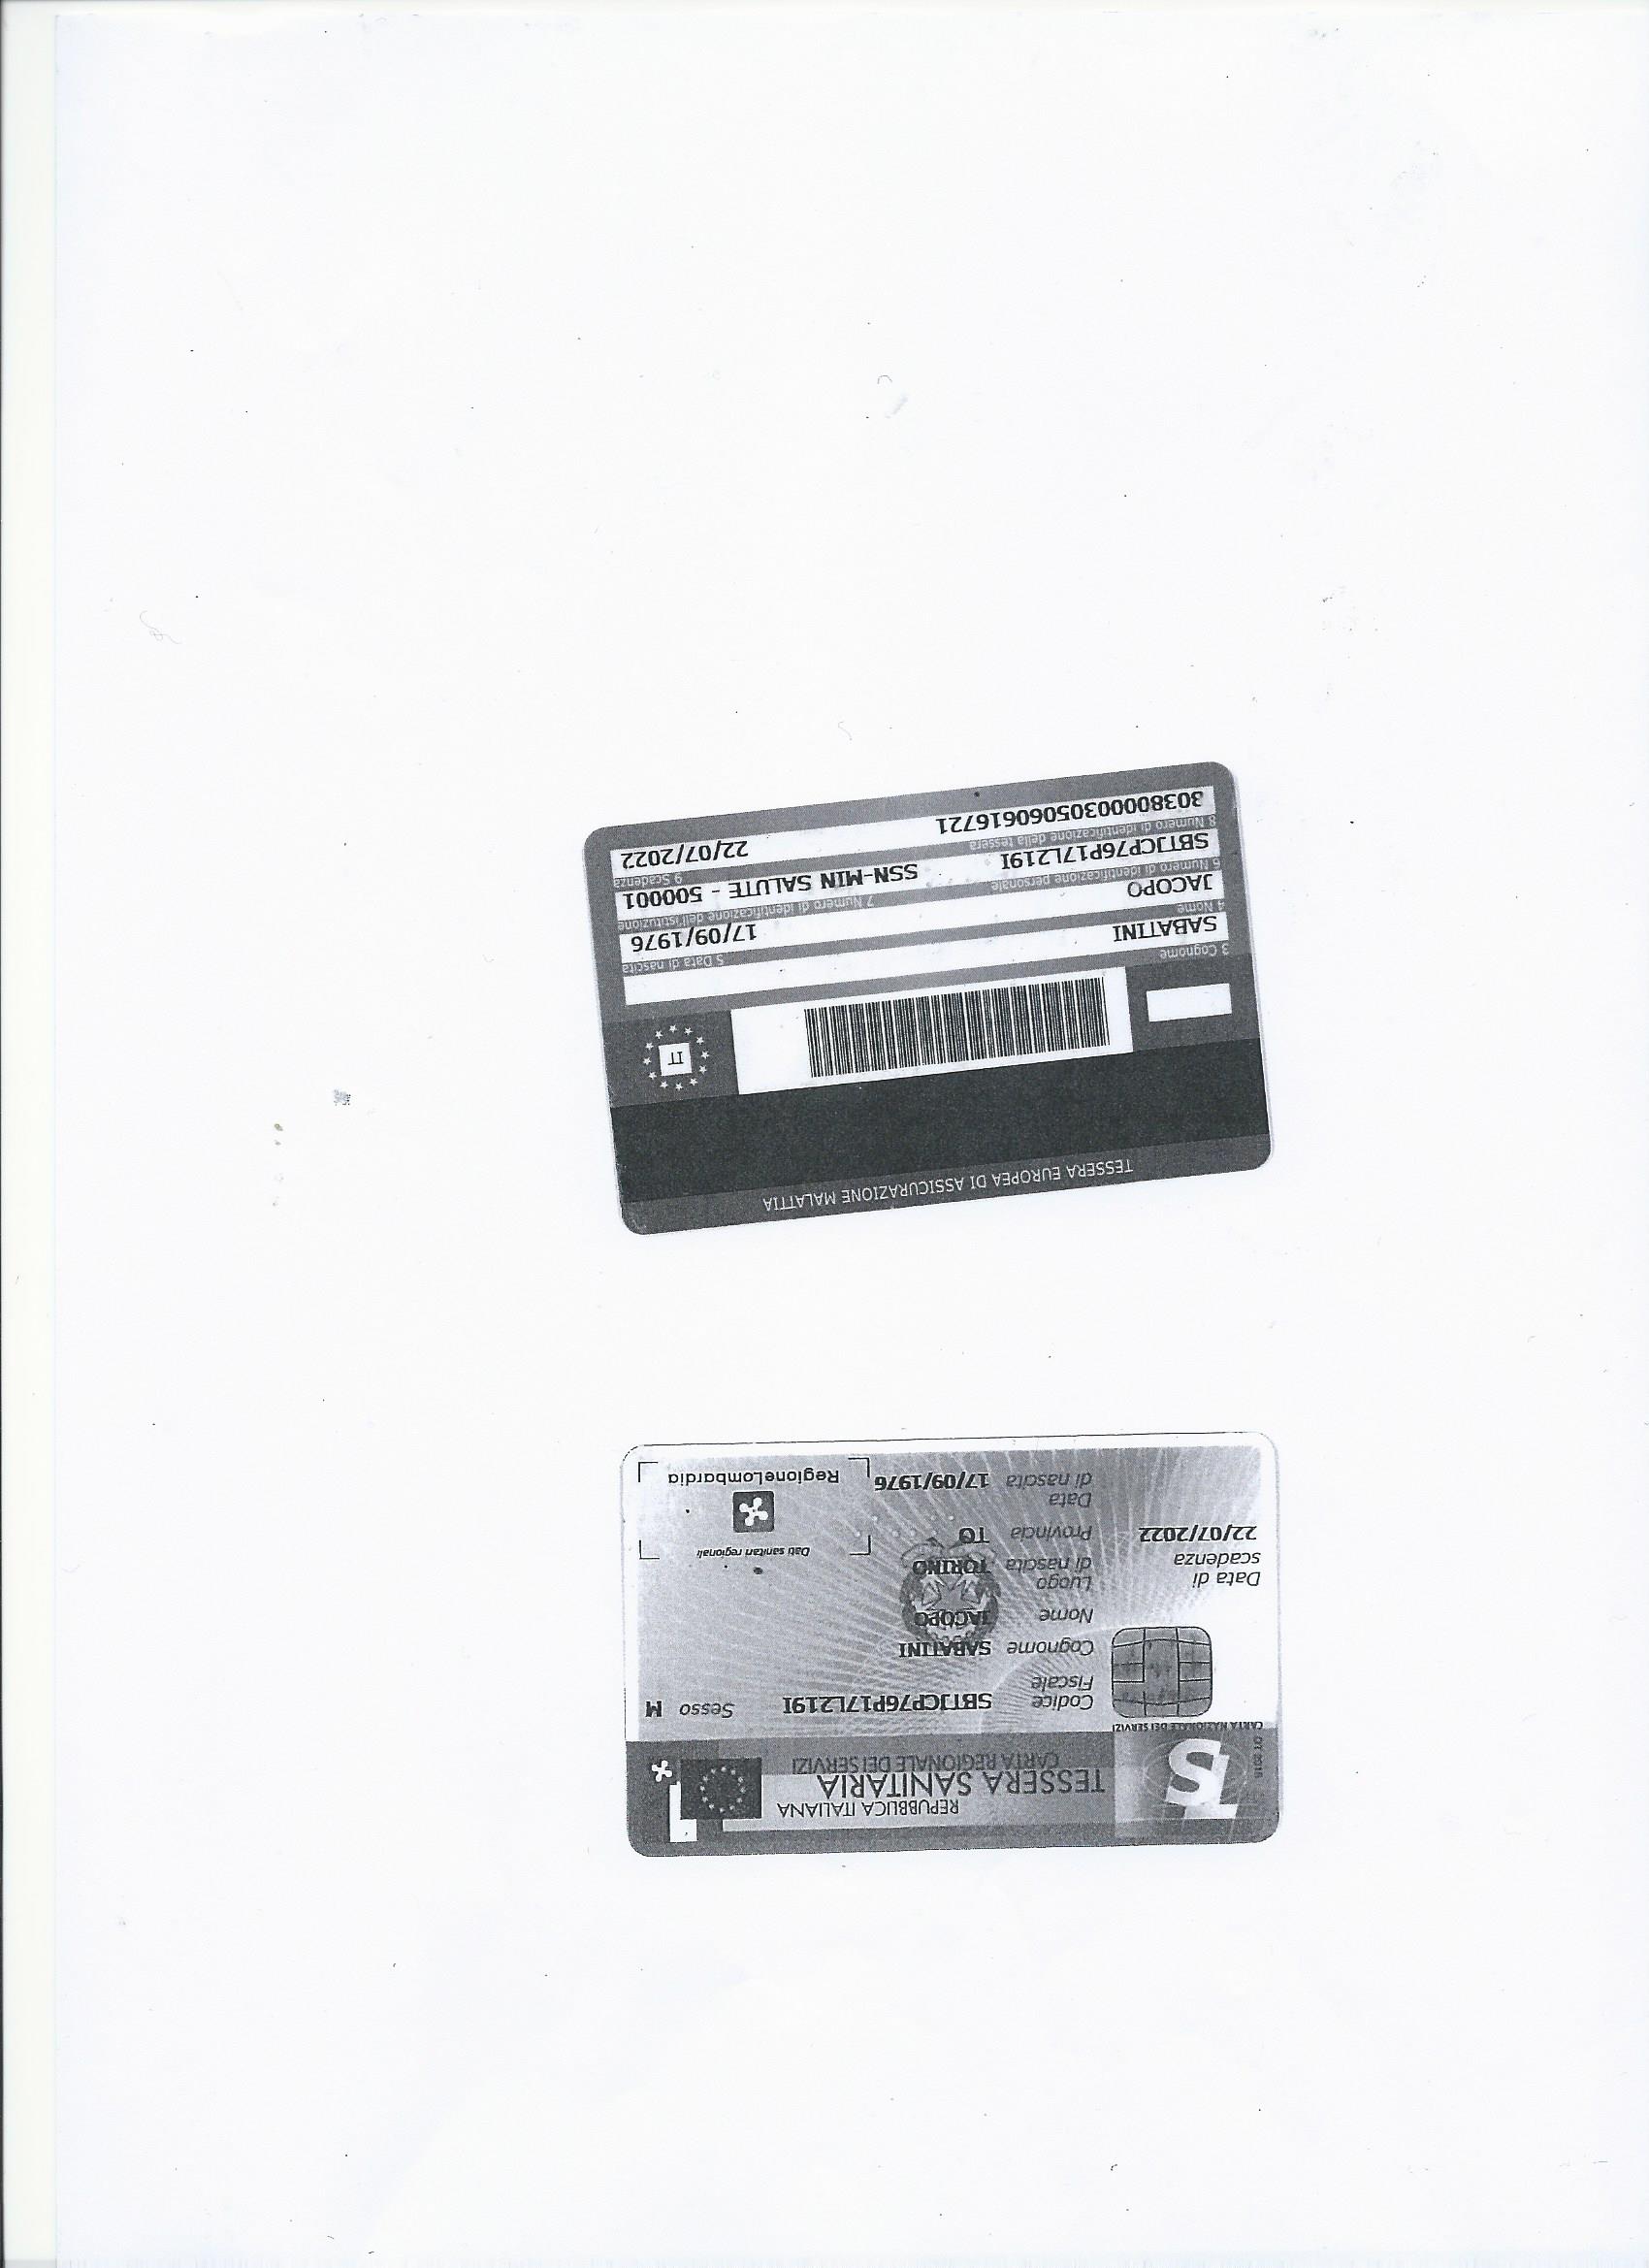 REPUBBLICA ITALIANA
TESSERA SANITARIA
CARTA REGIONALE DEI SERVIZI
TS
CARTA NAZIONALE DEI SERVIZI
Codice Fiscale SBTJCP76P17L219I Sesso M
Cognome SABATINI
Nome JACOPO
Luogo di nascita TORINO
Provincia TO
Data di nascita 17/09/1976
Data di scadenza
22/07/2022
Dati sanitari regionali
RegioneLombardia
TESSERA EUROPEA DI ASSICURAZIONE MALATTIA
IT
3 Cognome
SABATINI
5 Data di nascita
17/09/1976
4 Nome
JACOPO
7 Numero di identificazione dell'istituzione
SSN-MIN SALUTE - 500001
6 Numero di identificazione personale
SBTJCP76P17L219I
9 Scadenza
22/07/2022
8 Numero di identificazione della tessera
80380000305060616721